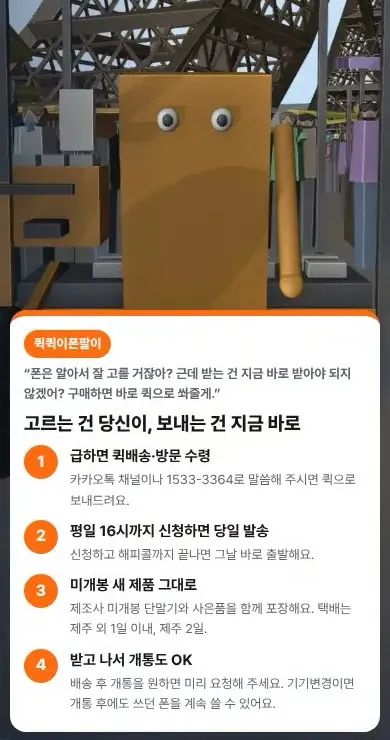 퀵퀵이폰팔이
“폰은 알아서 잘 고를 거잖아? 근데 받는 건 지금 바로 받아야 되지
않겠어? 구매하면 바로 퀵으로 쏴줄게.”
고르는 건 당신이, 보내는 건 지금 바로
1
급하면 퀵배송·방문 수령
카카오톡 채널이나 1533-3364로 말씀해 주시면 퀵으로
보내드려요.
2
평일 16시까지 신청하면 당일 발송
신청하고 해피콜까지 끝나면 그날 바로 출발해요.
3
미개봉 새 제품 그대로
제조사 미개봉 단말기와 사은품을 함께 포장해요. 택배는
제주 외 1일 이내, 제주 2일.
4
받고 나서 개통도 OK
배송 후 개통을 원하면 미리 요청해 주세요. 기기변경이면
개통 후에도 쓰던 폰을 계속 쓸 수 있어요.